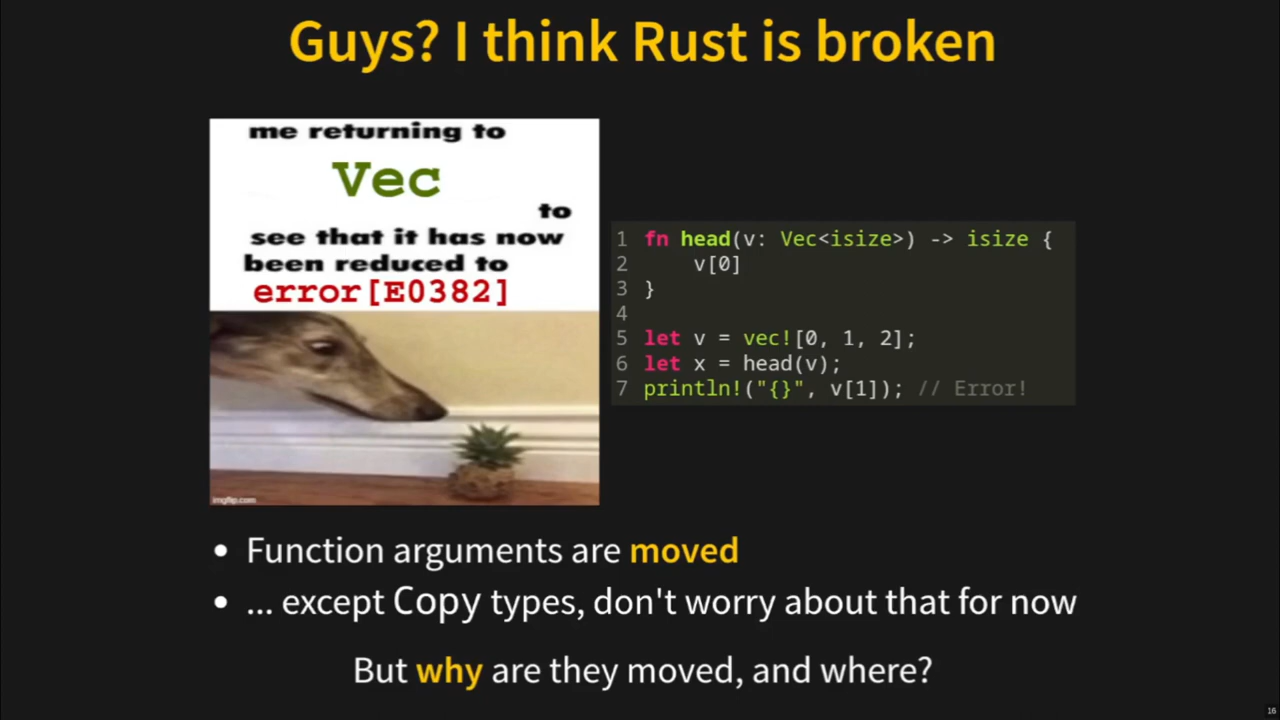 Guys? I think Rust is broken
me returning to
Vec
to
see that it has now
been reduced to
error[E0382]
imgflip.com
1 fn head(v: Vec<isize>) -> isize {
2     v[0]
3 }
4
5 let v = vec![0, 1, 2];
6 let x = head(v);
7 println!("{}", v[1]); // Error!
• Function arguments are moved
• ... except Copy types, don't worry about that for now
But why are they moved, and where?
16